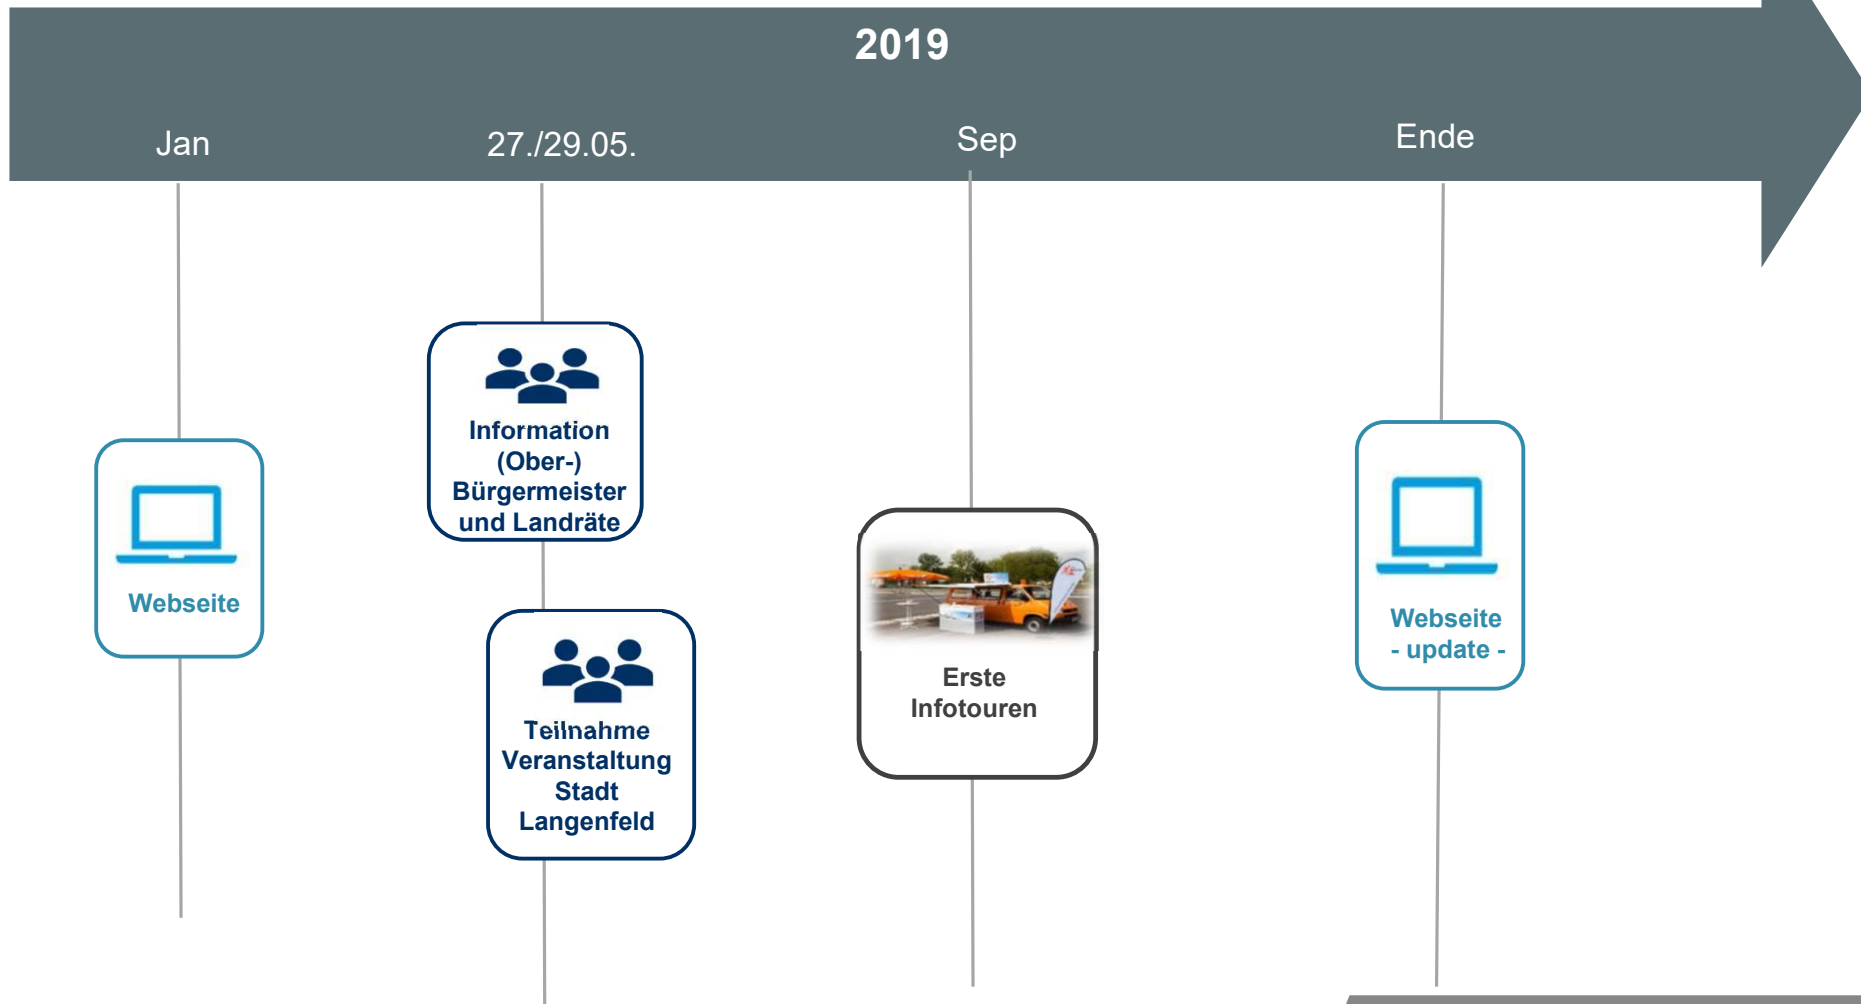 2019
Jan
27./29.05.
Sep
Ende
Webseite
Information
(Ober-)
Bürgermeister
und Landräte
Teilnahme
Veranstaltung
Stadt
Langenfeld
Erste
Infotouren
Webseite
- update -